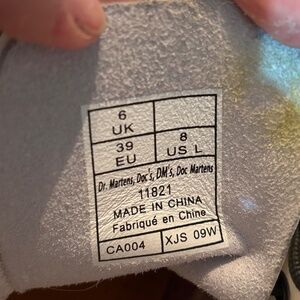 6
UK
39
EU
8
US L
Dr. Martens, Doc's, DM's, Doc Martens
11821
MADE IN CHINA
Fabriqué en Chine
CA004
XJS 09W